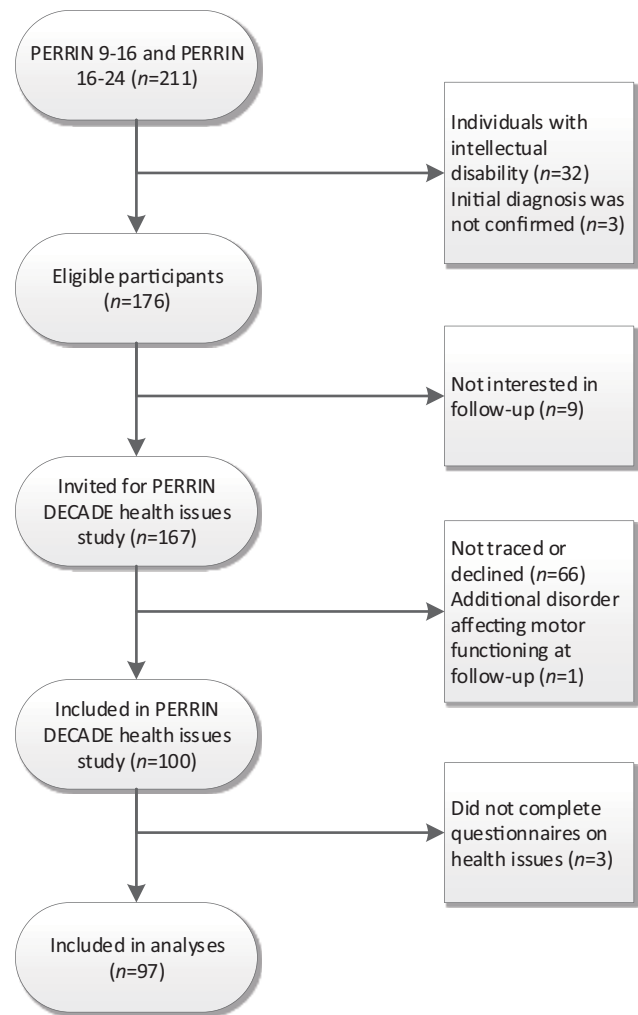 PERRIN 9-16 and PERRIN
16-24 (n=211)
Individuals with
intellectual
disability (n=32)
Initial diagnosis was
not confirmed (n=3)
Eligible participants
(n=176)
Not interested in
follow-up (n=9)
Invited for PERRIN
DECADE health issues
study (n=167)
Not traced or
declined (n=66)
Additional disorder
affecting motor
functioning at
follow-up (n=1)
Included in PERRIN
DECADE health issues
study (n=100)
Did not complete
questionnaires on
health issues (n=3)
Included in analyses
(n=97)